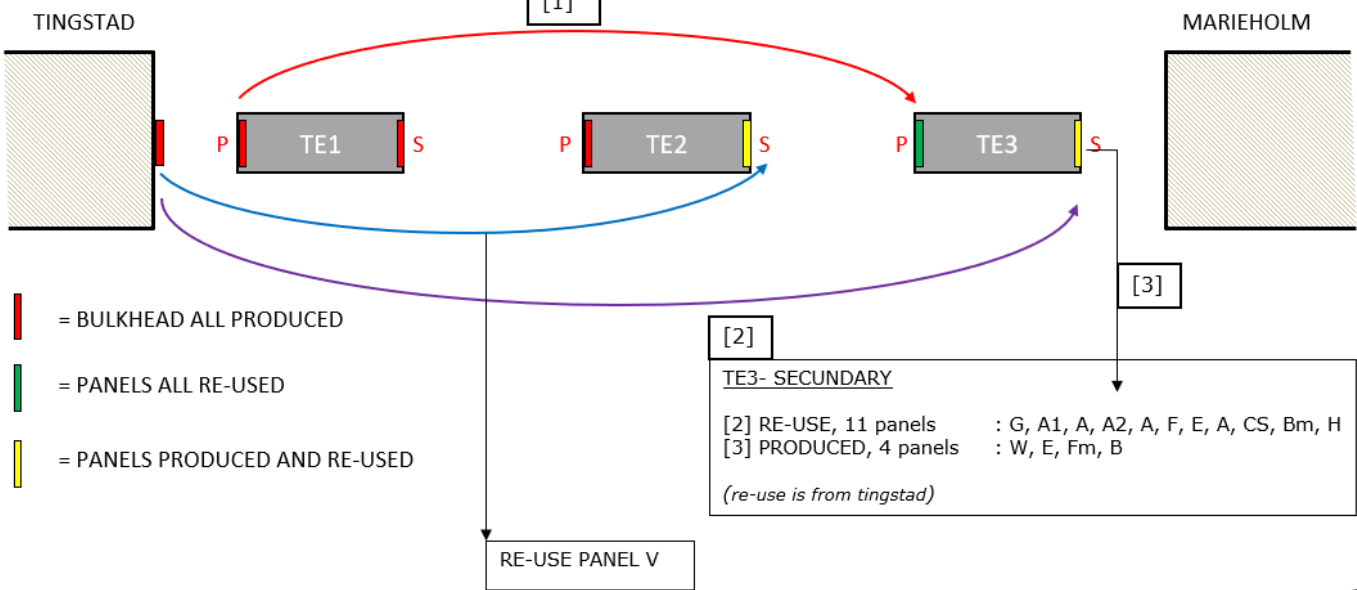 [1]
TINGSTAD
MARIEHOLM
P
TE1
S
P
TE2
S
P
TE3
S
[3]
= BULKHEAD ALL PRODUCED
[2]
TE3- SECUNDARY
= PANELS ALL RE-USED
[2] RE-USE, 11 panels : G, A1, A, A2, A, F, E, A, CS, Bm, H
[3] PRODUCED, 4 panels : W, E, Fm, B
= PANELS PRODUCED AND RE-USED
(re-use is from tingstad)
RE-USE PANEL V